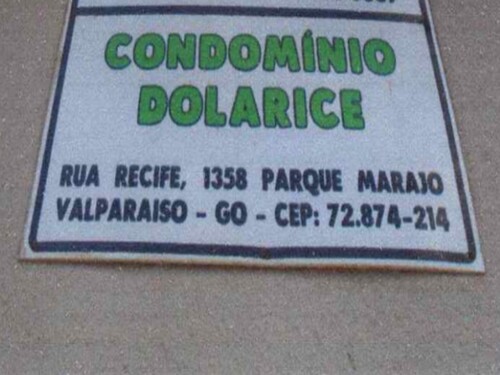 CONDOMÍNIO
DOLARICE
RUA RECIFE, 1358 PARQUE MARAJO
VALPARAISO - GO - CEP: 72.874-214